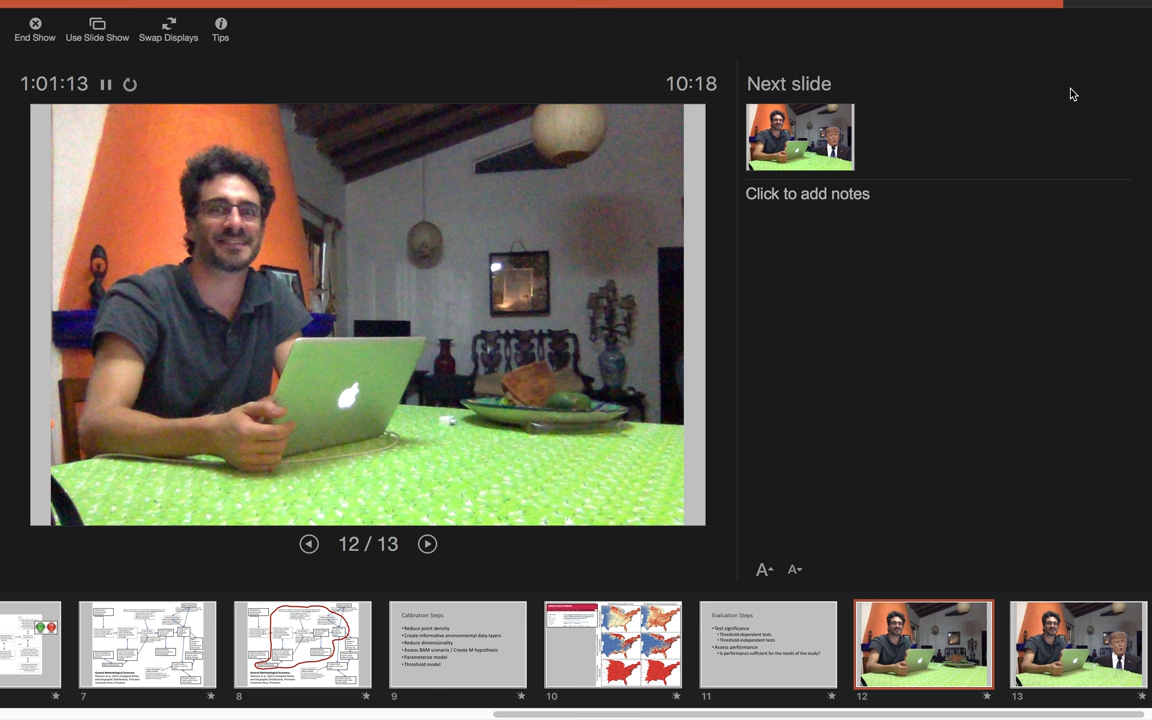 End Show
Use Slide Show
Swap Displays
Tips
1:01:13
10:18
Next slide
Click to add notes
12 / 13
A
A
Calibration Steps
•Reduce point density
•Create informative environmental data layers
•Reduce dimensionality
•Assess BAM scenario / Create M hypothesis
•Parameterize model
•Threshold model
Evaluation Steps
•Test significance
•Threshold-dependent tests
•Threshold-independent tests
•Assess performance
•Is performance sufficient for the needs of the study?
7
8
9
10
11
12
13